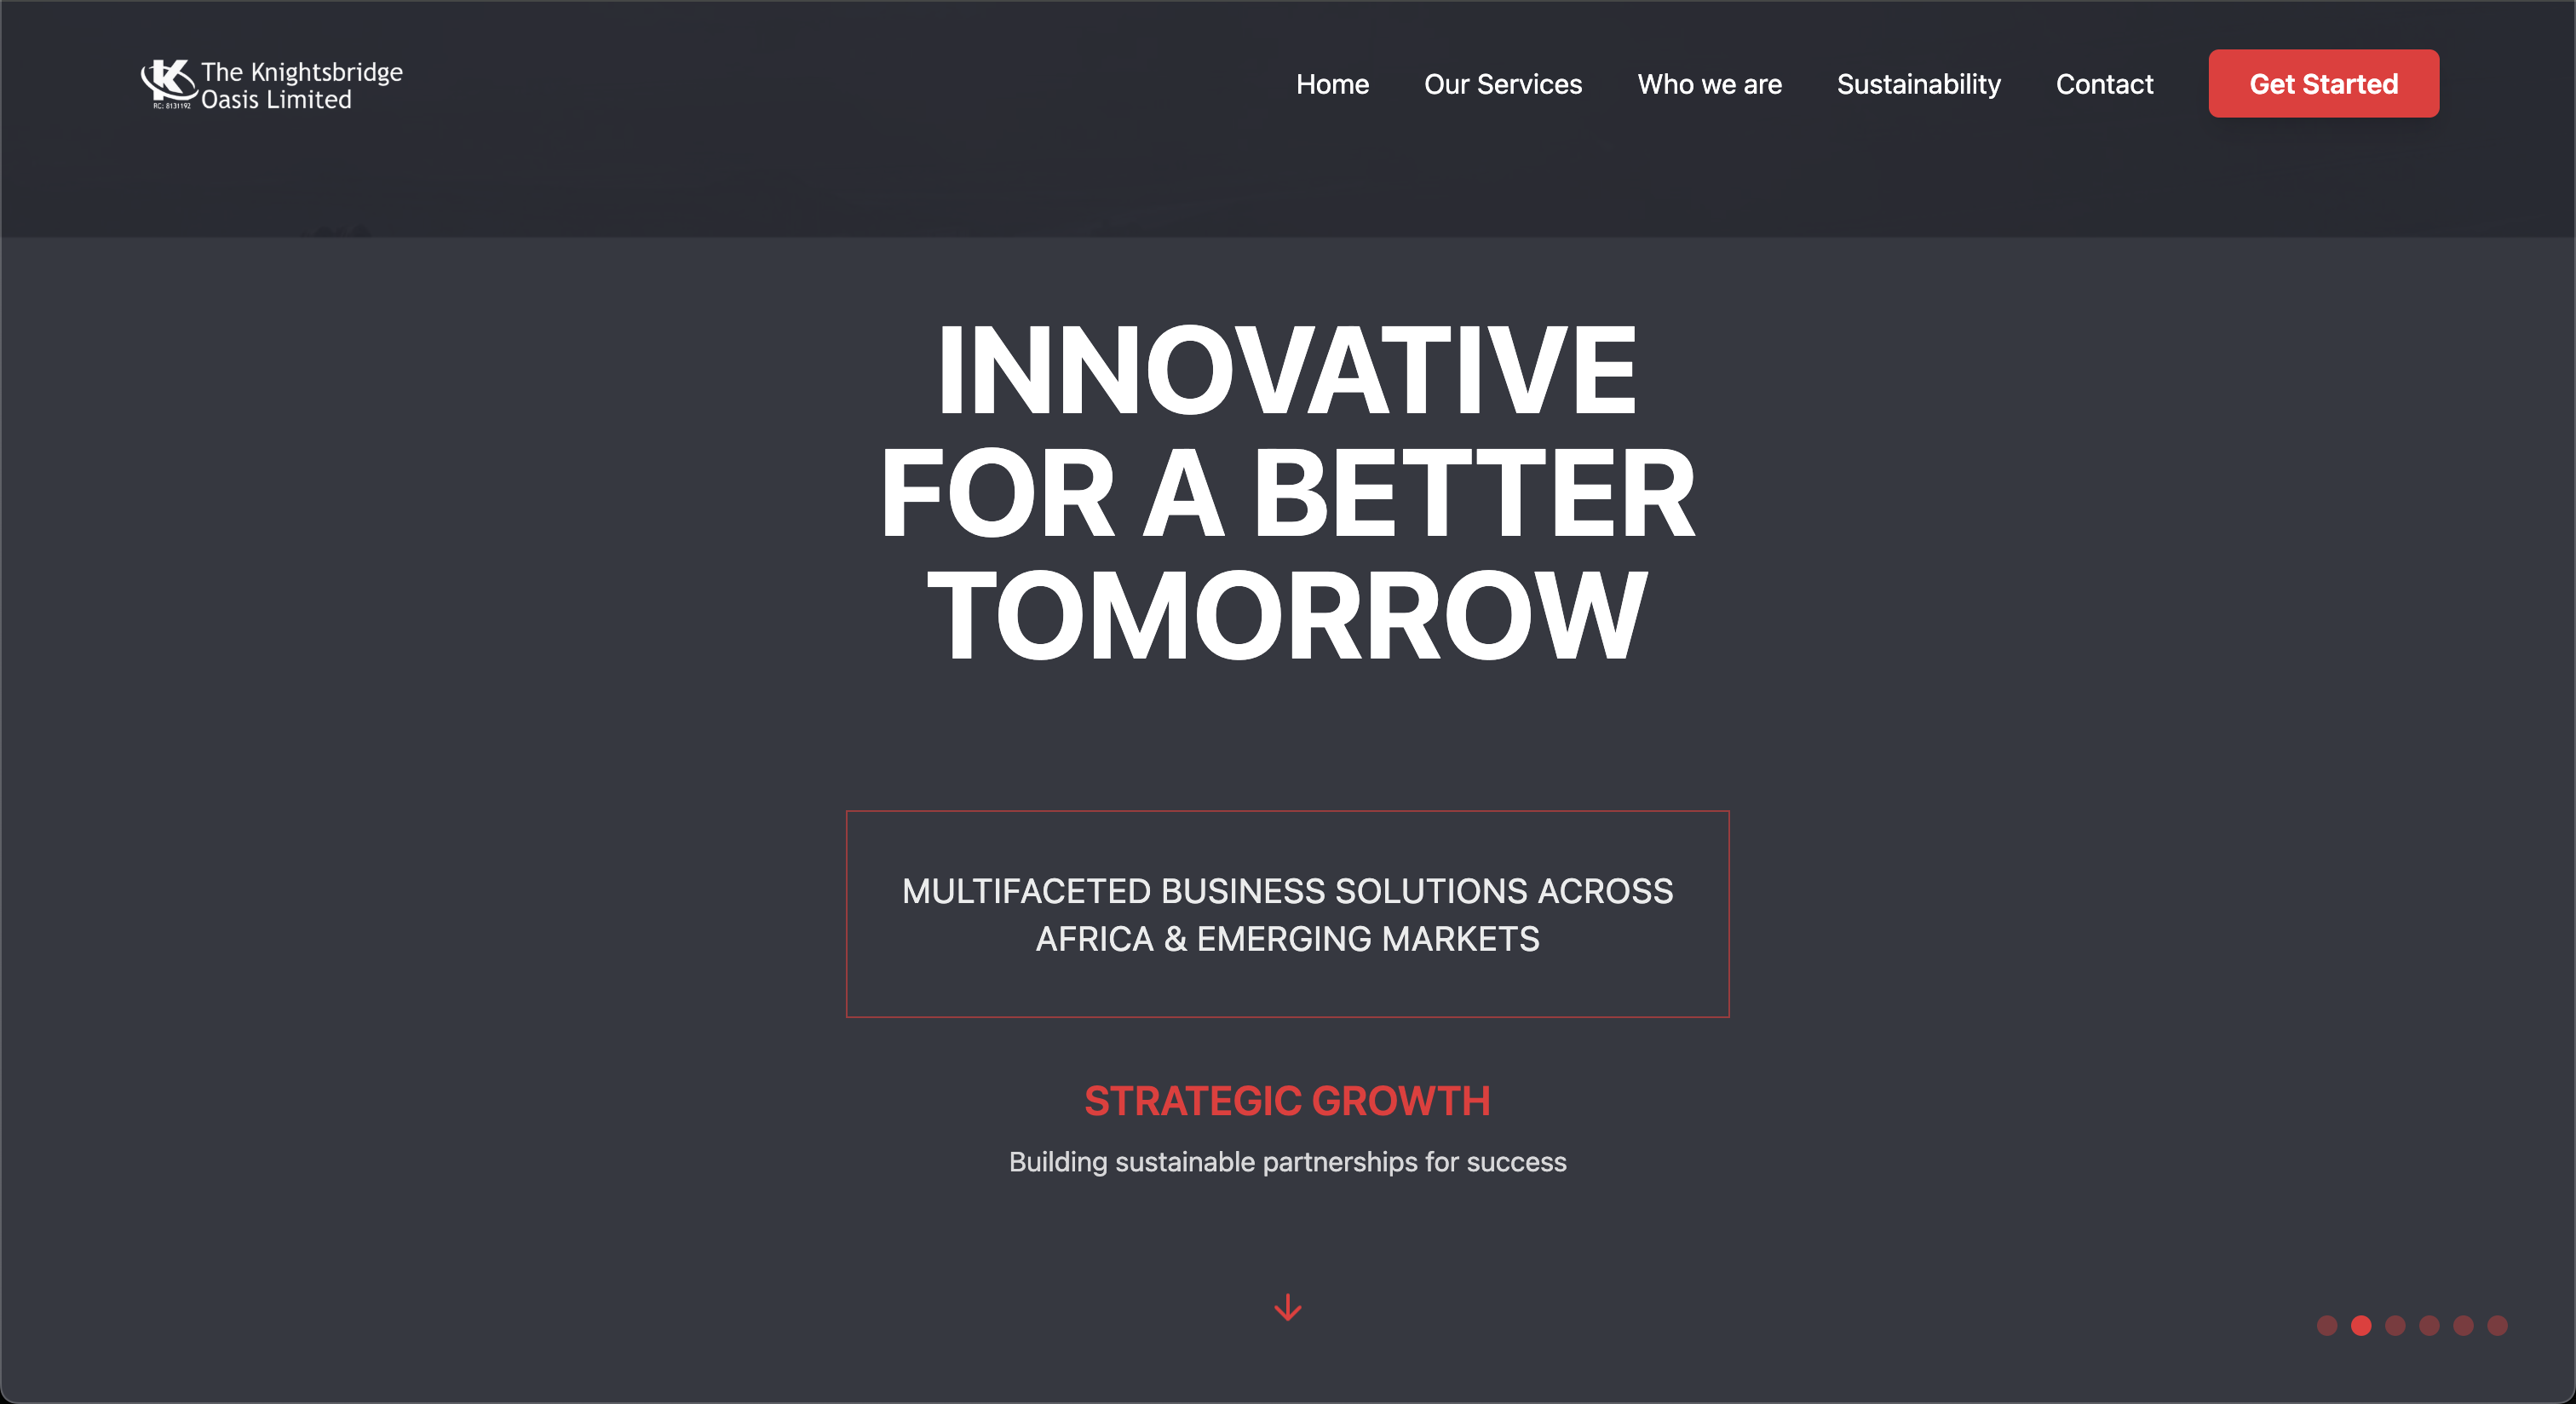 The Knightsbridge
Oasis Limited
RC: 8131192
Home
Our Services
Who we are
Sustainability
Contact
Get Started
INNOVATIVE
FOR A BETTER
TOMORROW
MULTIFACETED BUSINESS SOLUTIONS ACROSS
AFRICA & EMERGING MARKETS
STRATEGIC GROWTH
Building sustainable partnerships for success